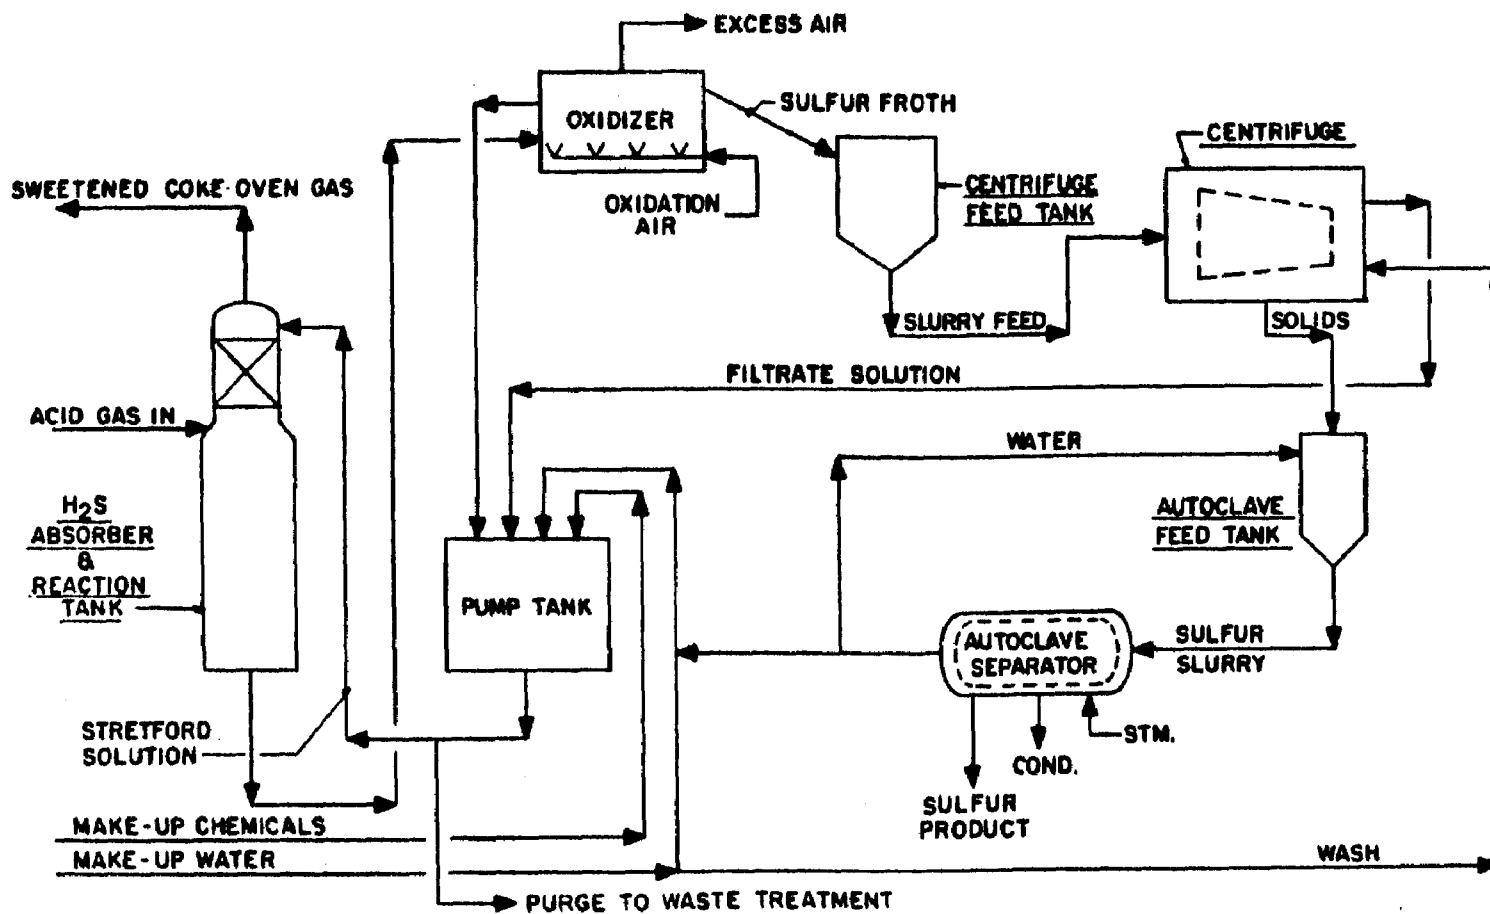 EXCESS AIR
OXIDIZER
SULFUR FROTH
CENTRIFUGE
SWEETENED COKE-OVEN GAS
OXIDATION
AIR
CENTRIFUGE
FEED TANK
SLURRY FEED
SOLIDS
FILTRATE SOLUTION
ACID GAS IN
WATER
H2S
ABSORBER
&
REACTION
TANK
AUTOCLAVE
FEED TANK
PUMP TANK
AUTOCLAVE
SEPARATOR
SULFUR
SLURRY
STRETFORD
SOLUTION
STM.
COND.
SULFUR
PRODUCT
MAKE-UP CHEMICALS
MAKE-UP WATER
WASH
PURGE TO WASTE TREATMENT